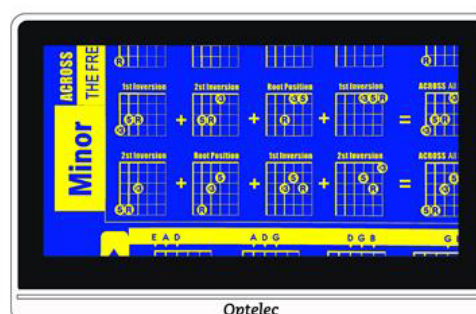 ACROSS
THE FRE
Minor
1st Inversion 2nd Inversion Root Position 1st Inversion ACROSS All
+ + + =
2st Inversion Root Position 1st Inversion 2st Inversion ACROSS All
+ + + =
E A D A D G D G B G
Optelec